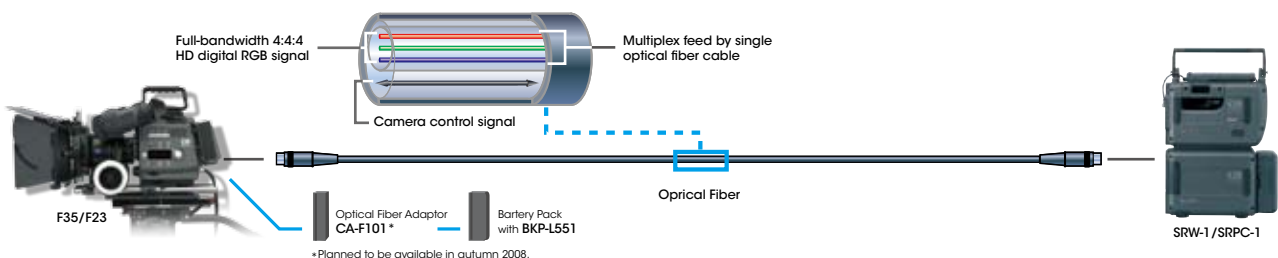 Full-bandwidth 4:4:4
HD digital RGB signal
Multiplex feed by single
optical fiber cable
Camera control signal
Oprical Fiber
F35/F23
Optical Fiber Adaptor
CA-F101*
Bartery Pack
with BKP-L551
*Planned to be available in autumn 2008.
SRW-1/SRPC-1